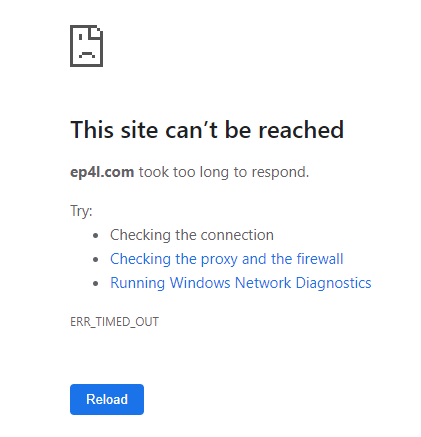 This site can’t be reached
ep4l.com took too long to respond.
Try:
• Checking the connection
• Checking the proxy and the firewall
• Running Windows Network Diagnostics
ERR_TIMED_OUT
Reload